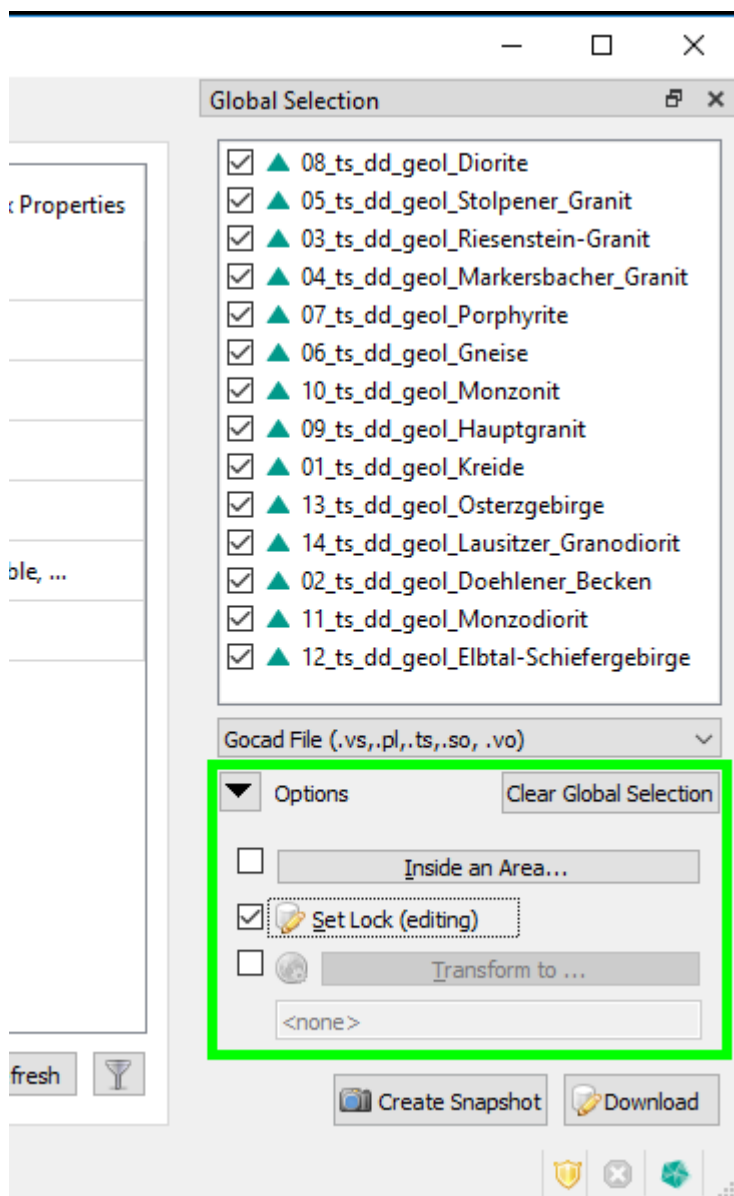 Global Selection
x Properties
08_ts_dd_geol_Diorite
05_ts_dd_geol_Stolpener_Granit
03_ts_dd_geol_Riesenstein-Granit
04_ts_dd_geol_Markersbacher_Granit
07_ts_dd_geol_Porphyrite
06_ts_dd_geol_Gneise
10_ts_dd_geol_Monzonit
09_ts_dd_geol_Hauptgranit
01_ts_dd_geol_Kreide
13_ts_dd_geol_Osterzgebirge
14_ts_dd_geol_Lausitzer_Granodiorit
ble, ...
02_ts_dd_geol_Doehlener_Becken
11_ts_dd_geol_Monzodiorit
12_ts_dd_geol_Elbtal-Schiefergebirge
Gocad File (.vs,.pl,.ts,.so, .vo)
Options Clear Global Selection
Inside an Area...
Set Lock (editing)
Transform to ...
<none>
fresh
Create Snapshot Download